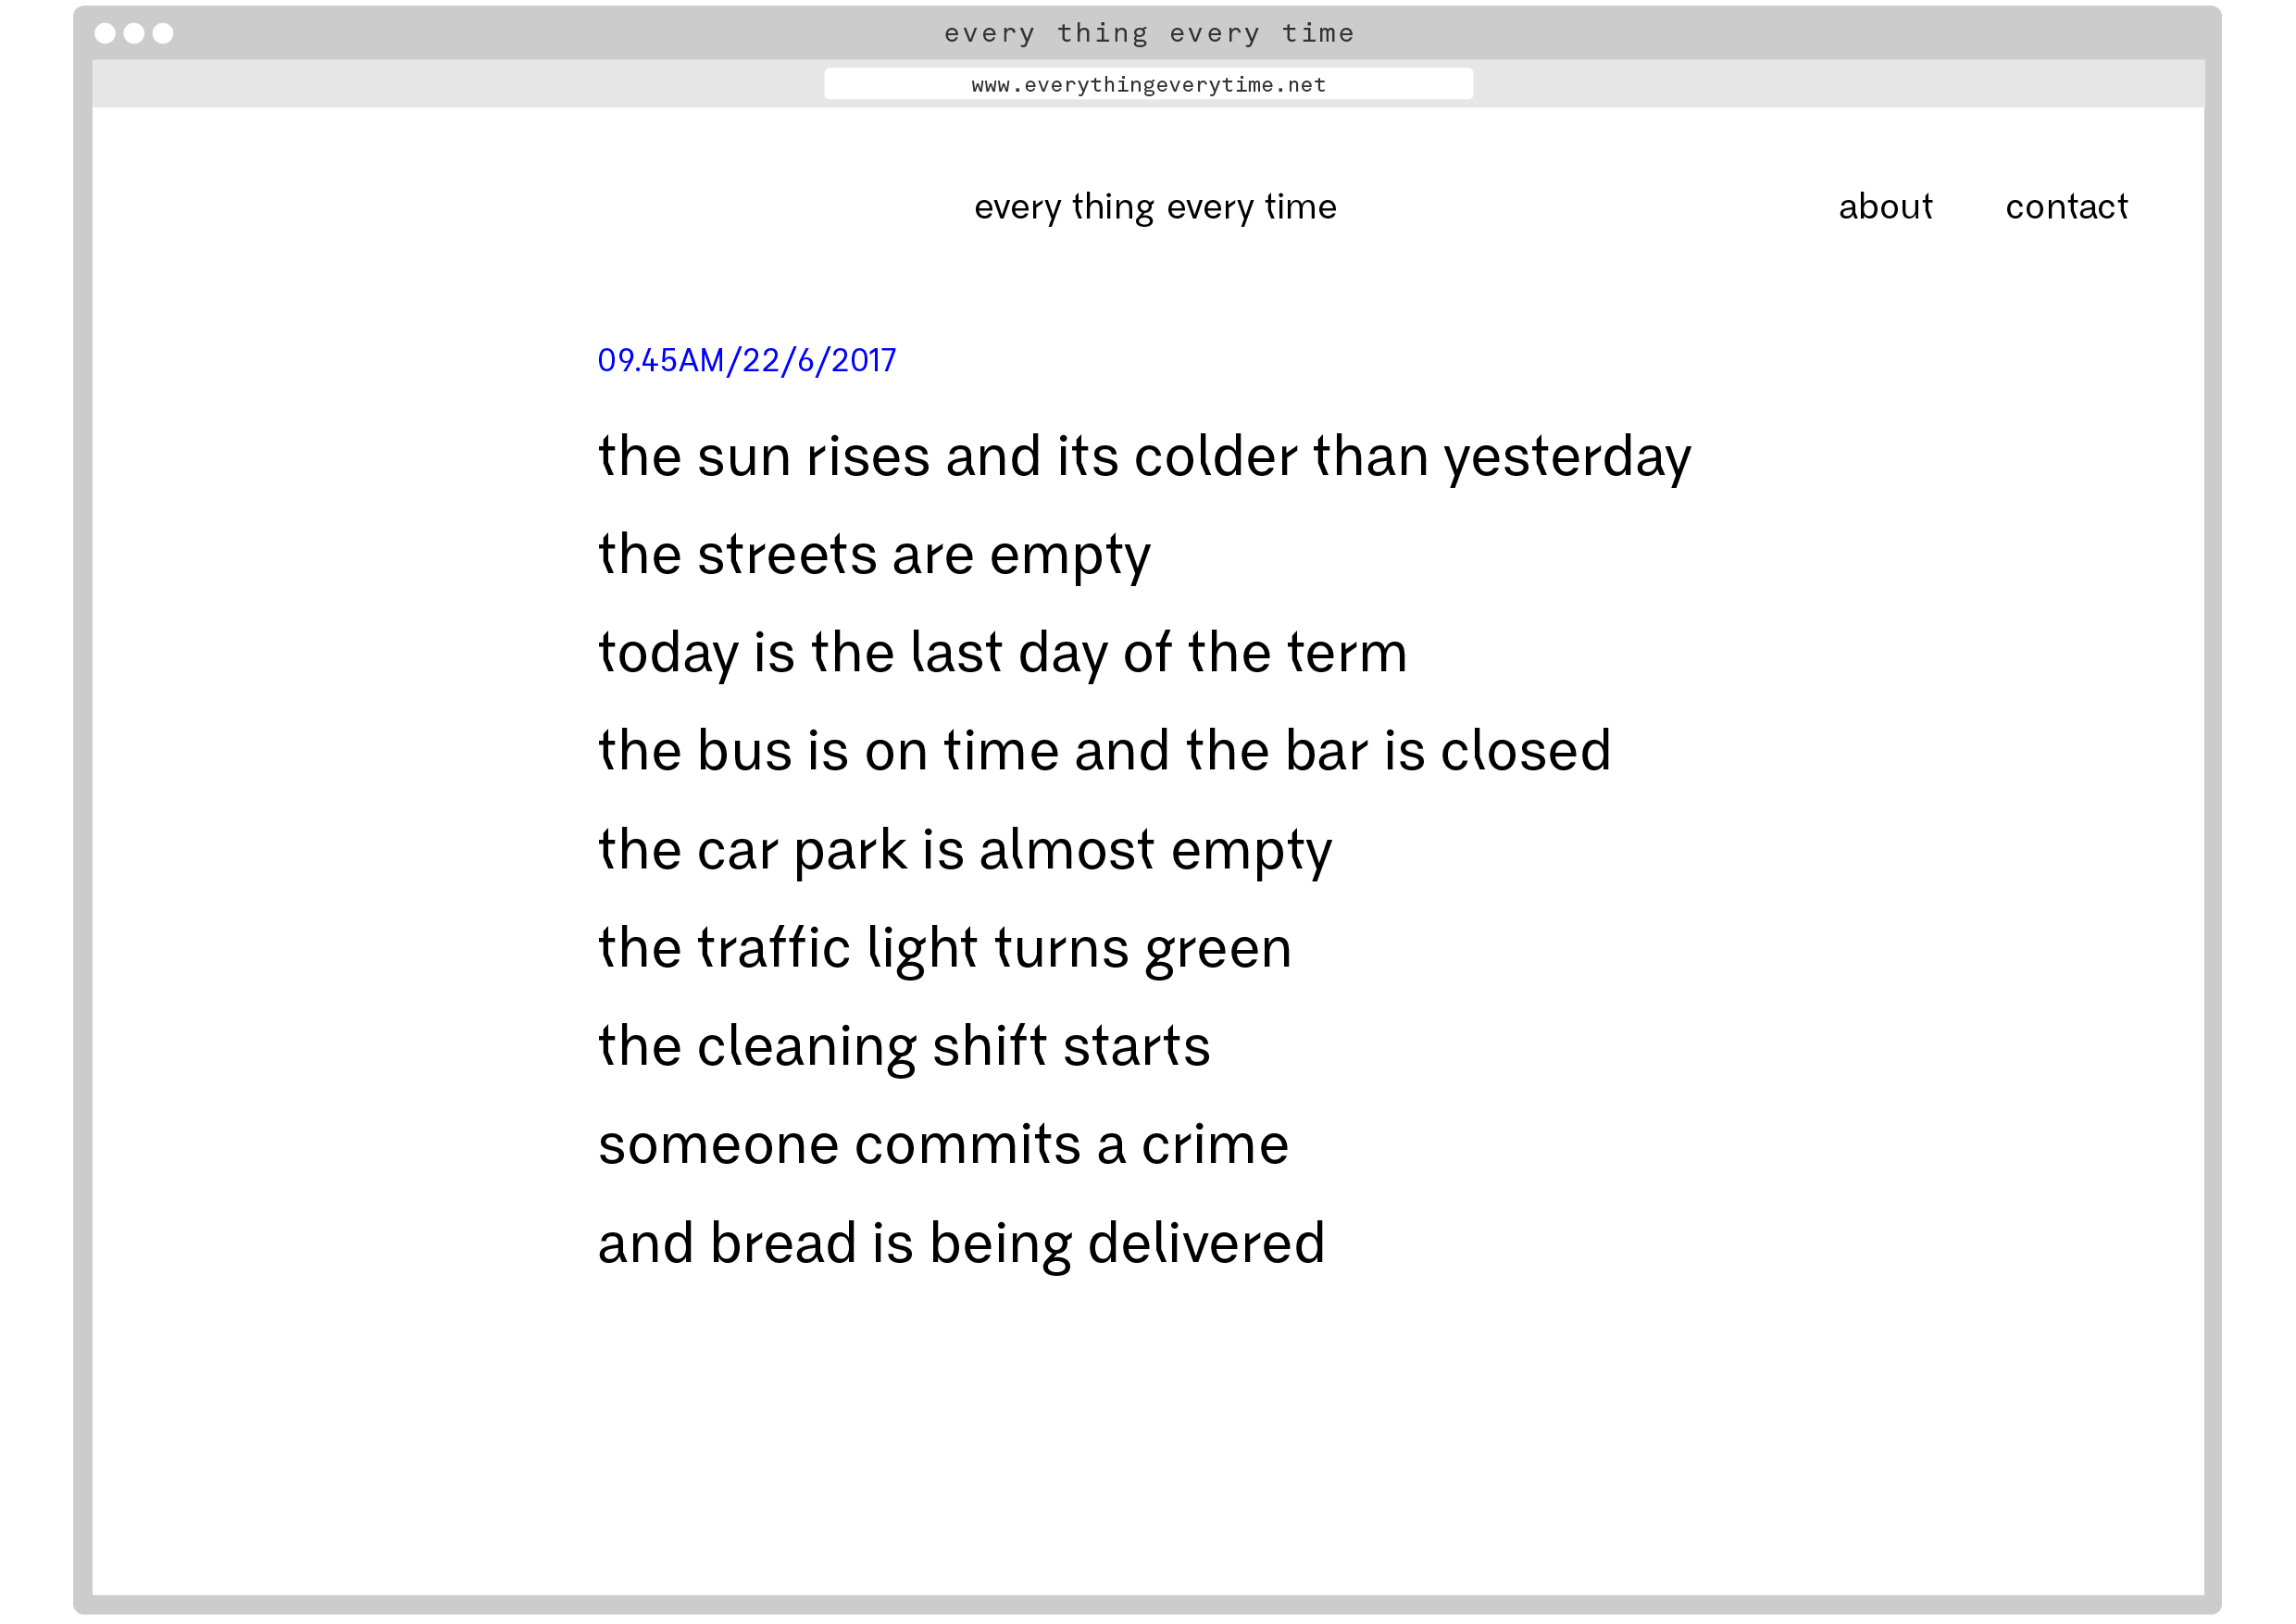 every thing every time
www.everythingeverytime.net
every thing every time about contact
09.45AM/22/6/2017
the sun rises and its colder than yesterday
the streets are empty
today is the last day of the term
the bus is on time and the bar is closed
the car park is almost empty
the traffic light turns green
the cleaning shift starts
someone commits a crime
and bread is being delivered